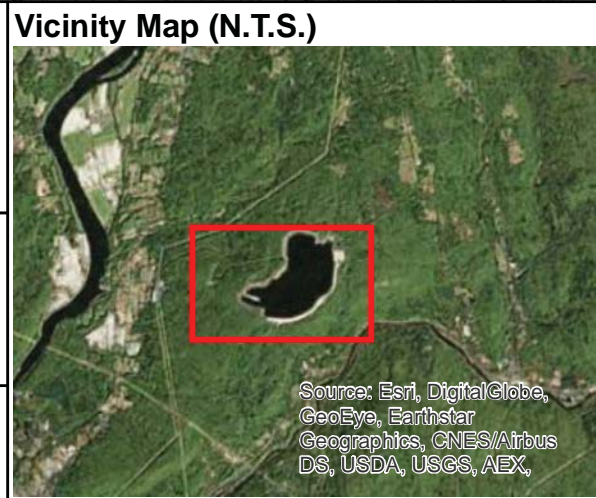 Vicinity Map (N.T.S.)
Source: Esri, DigitalGlobe,
GeoEye, Earthstar
Geographics, CNES/Airbus
DS, USDA, USGS, AEX,